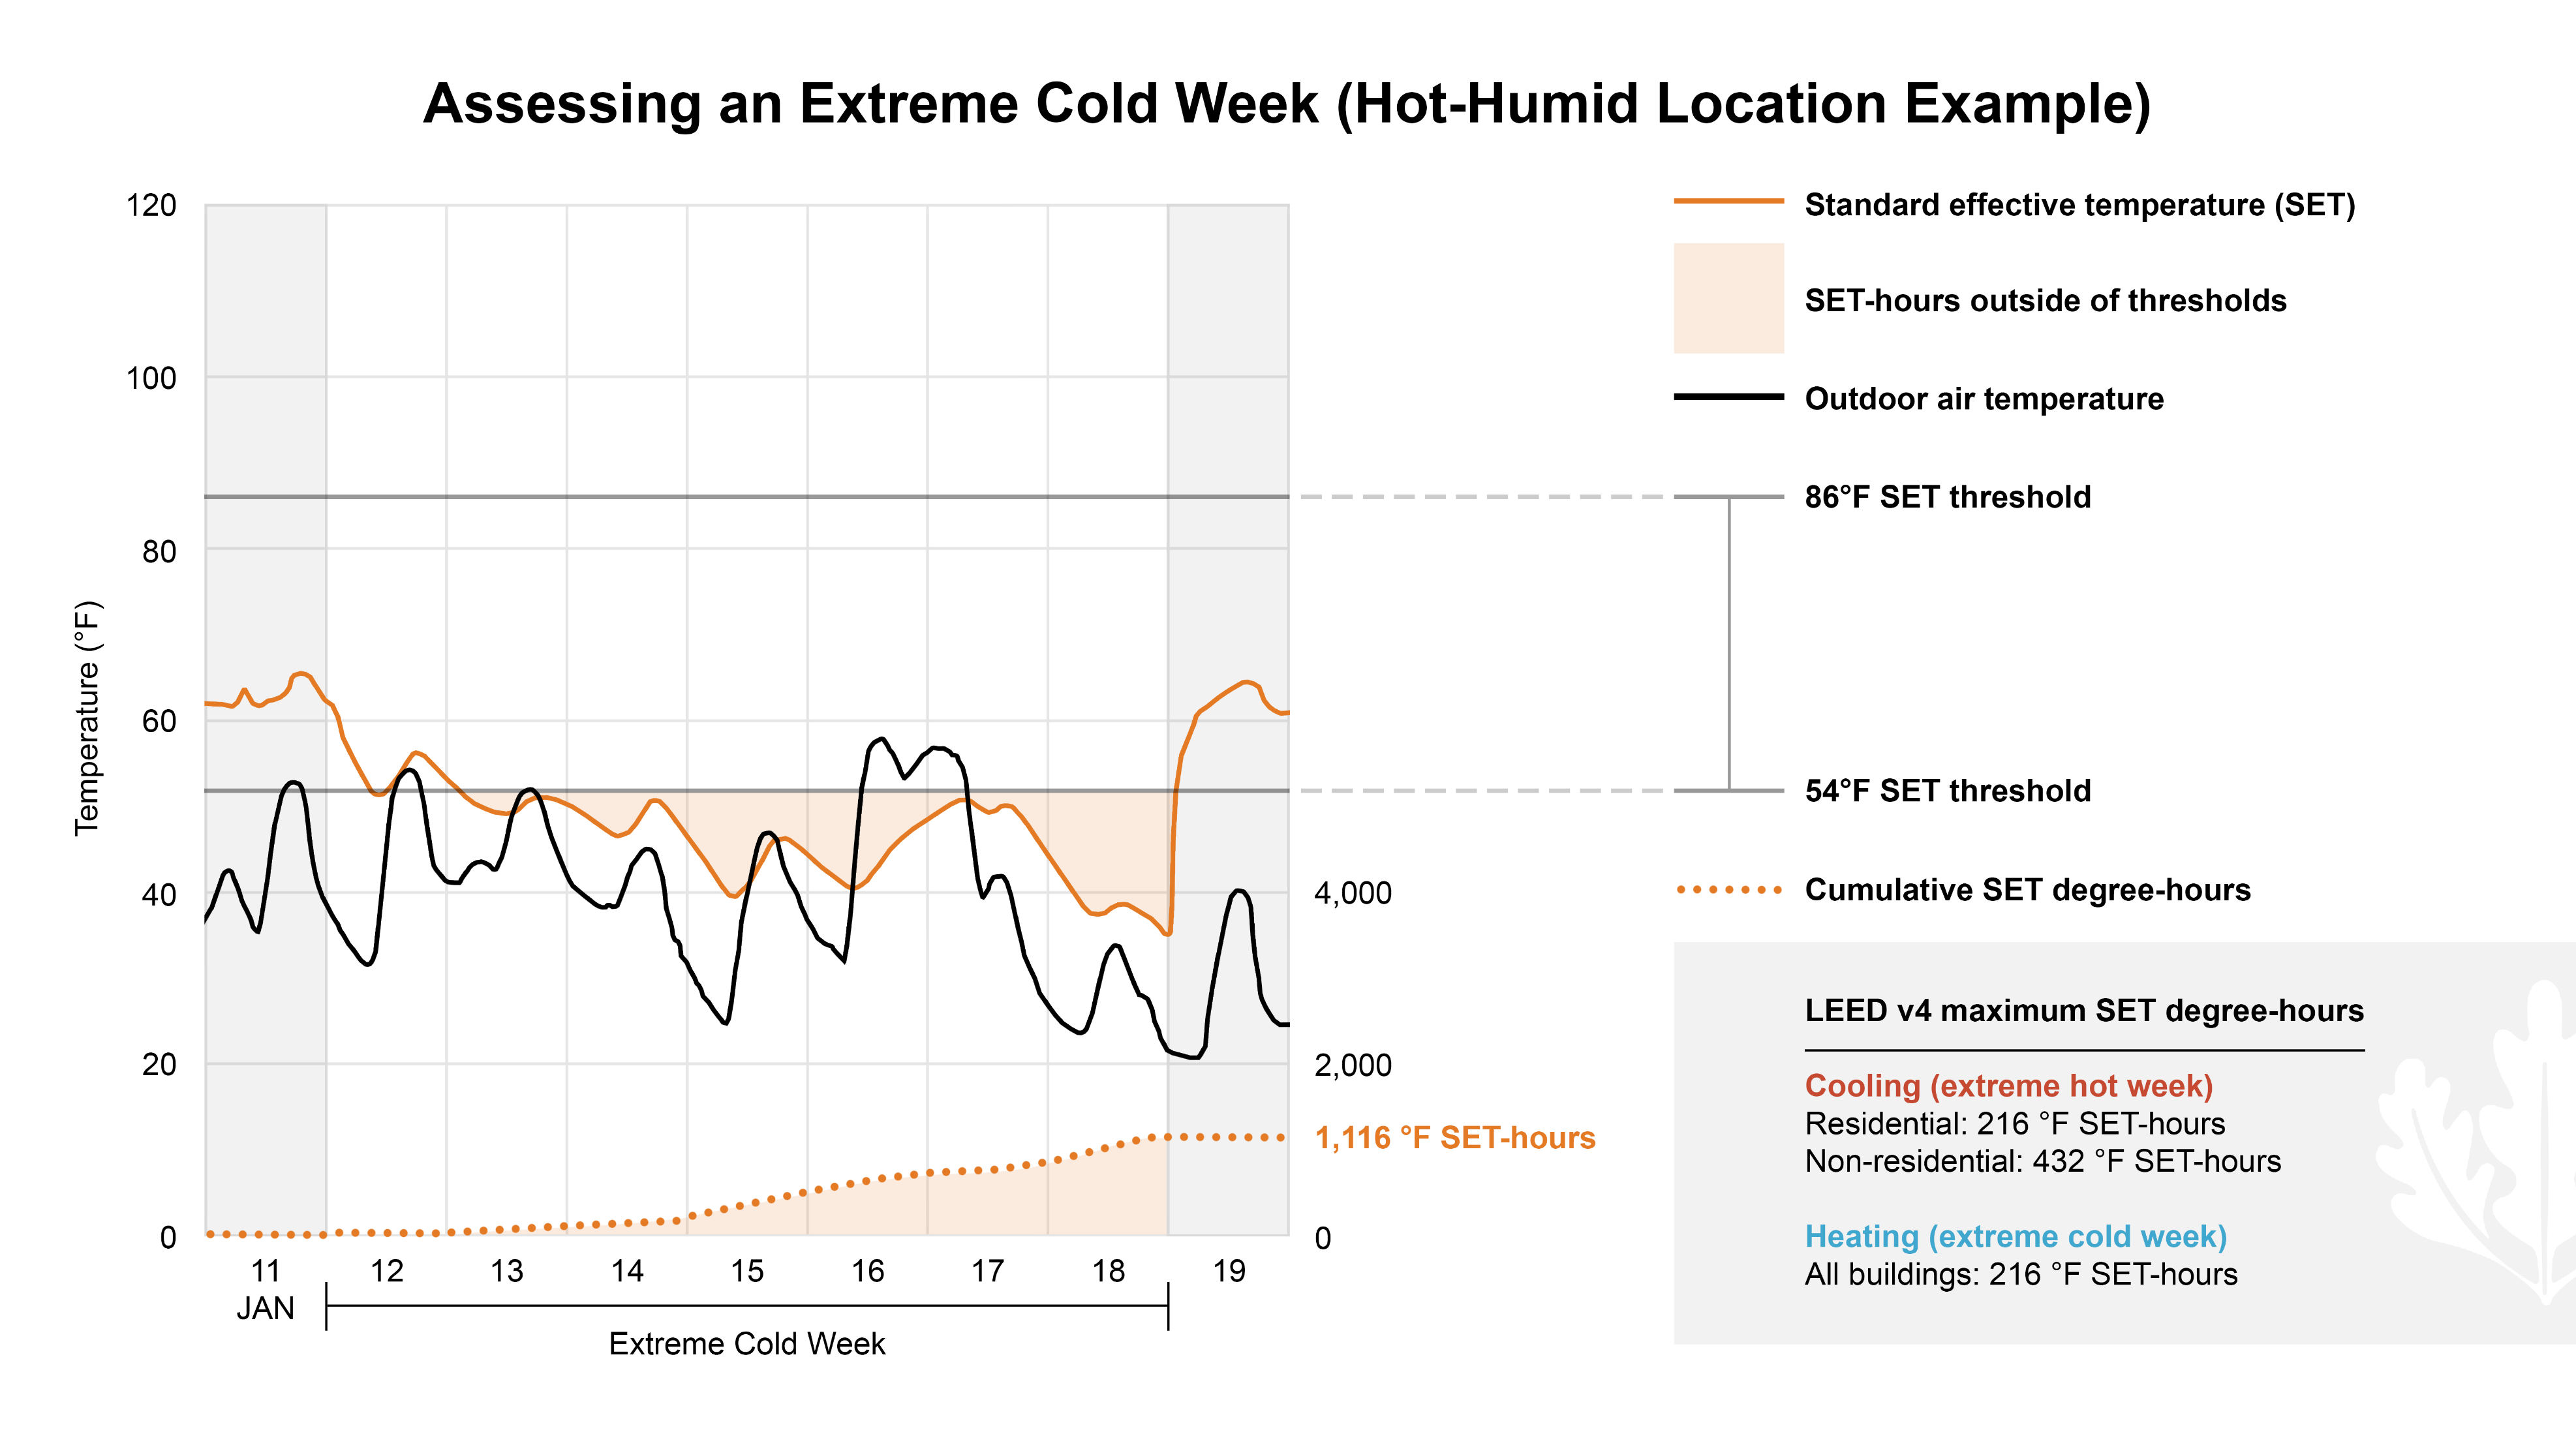 Assessing an Extreme Cold Week (Hot-Humid Location Example)
Temperature (°F)
120
100
80
60
40
20
0
4,000
2,000
1,116 °F SET-hours
0
11
12
13
14
15
16
17
18
19
JAN
Extreme Cold Week
Standard effective temperature (SET)
SET-hours outside of thresholds
Outdoor air temperature
86°F SET threshold
54°F SET threshold
Cumulative SET degree-hours
LEED v4 maximum SET degree-hours
Cooling (extreme hot week)
Residential: 216 °F SET-hours
Non-residential: 432 °F SET-hours
Heating (extreme cold week)
All buildings: 216 °F SET-hours